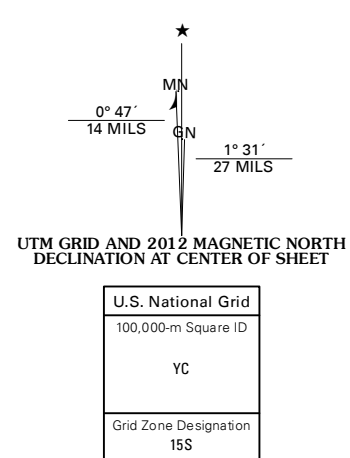 ★
MN
0° 47´
14 MILS
GN
1° 31´
27 MILS
UTM GRID AND 2012 MAGNETIC NORTH
DECLINATION AT CENTER OF SHEET
U.S. National Grid
100,000-m Square ID
YC
Grid Zone Designation
15S